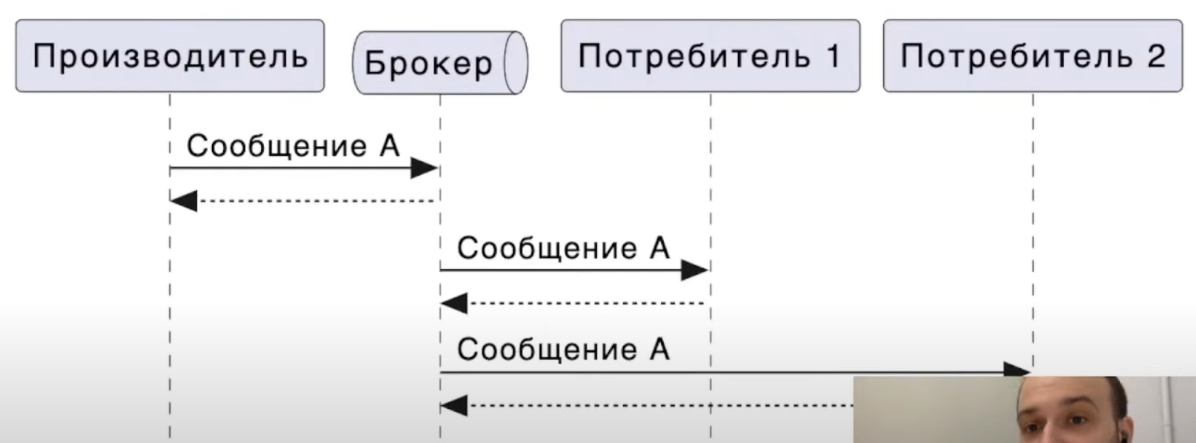 Производитель
Брокер
Потребитель 1
Потребитель 2
Сообщение А
Сообщение А
Сообщение А